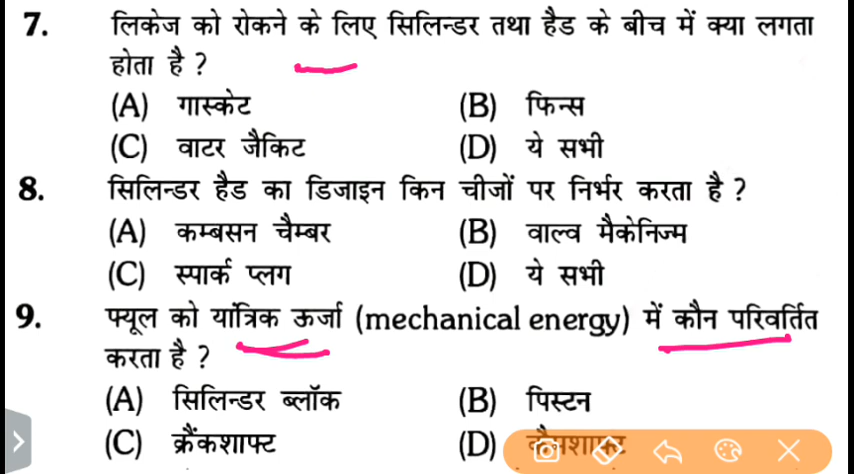 7. लिकेज को रोकने के लिए सिलिन्डर तथा हैड के बीच में क्या लगता
होता है ?
(A) गास्केट (B) फिन्स
(C) वाटर जैकिट (D) ये सभी
8. सिलिन्डर हैड का डिजाइन किन चीजों पर निर्भर करता है ?
(A) कम्बसन चैम्बर (B) वाल्व मैकेनिज्म
(C) स्पार्क प्लग (D) ये सभी
9. फ्यूल को यांत्रिक ऊर्जा (mechanical energy) में कौन परिवर्तित
करता है ?
(A) सिलिन्डर ब्लॉक (B) पिस्टन
(C) क्रैंकशाफ्ट (D)